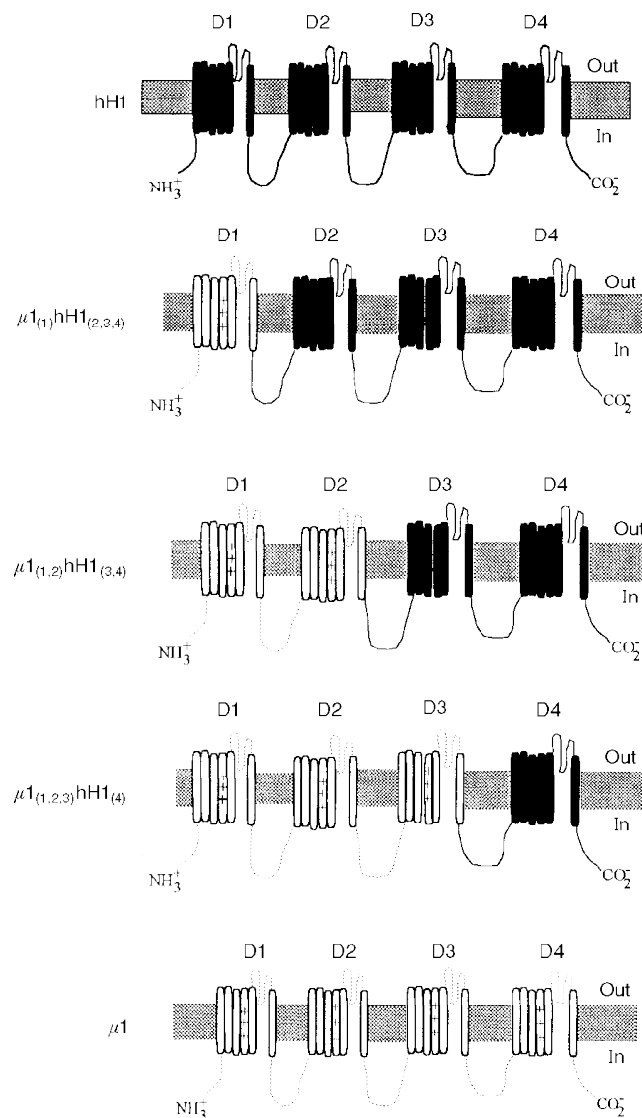 D1 D2 D3 D4
Out
hH1
In
NH₃⁺ CO₂⁻
D1 D2 D3 D4
Out
μ1(1)hH1(2,3,4)
In
NH₃⁺ CO₂⁻
D1 D2 D3 D4
Out
μ1(1,2)hH1(3,4)
In
NH₃⁺ CO₂⁻
D1 D2 D3 D4
Out
μ1(1,2,3)hH1(4)
In
NH₃⁺ CO₂⁻
D1 D2 D3 D4
Out
μ1
In
NH₃⁺ CO₂⁻